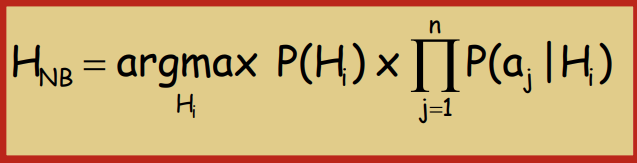 H_NB = argmax P(H_i) x ∏ P(a_j | H_i)
H_i
n
j=1